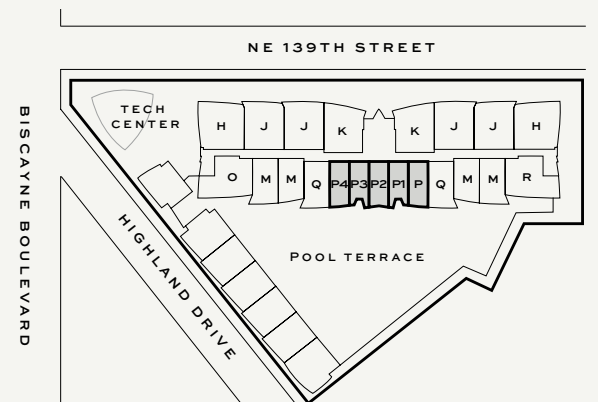 NE 139TH STREET
BISCAYNE BOULEVARD
TECH
CENTER
H J J K K J J H
O M M Q P4 P3 P2 P1 P Q M M R
POOL TERRACE
HIGHLAND DRIVE